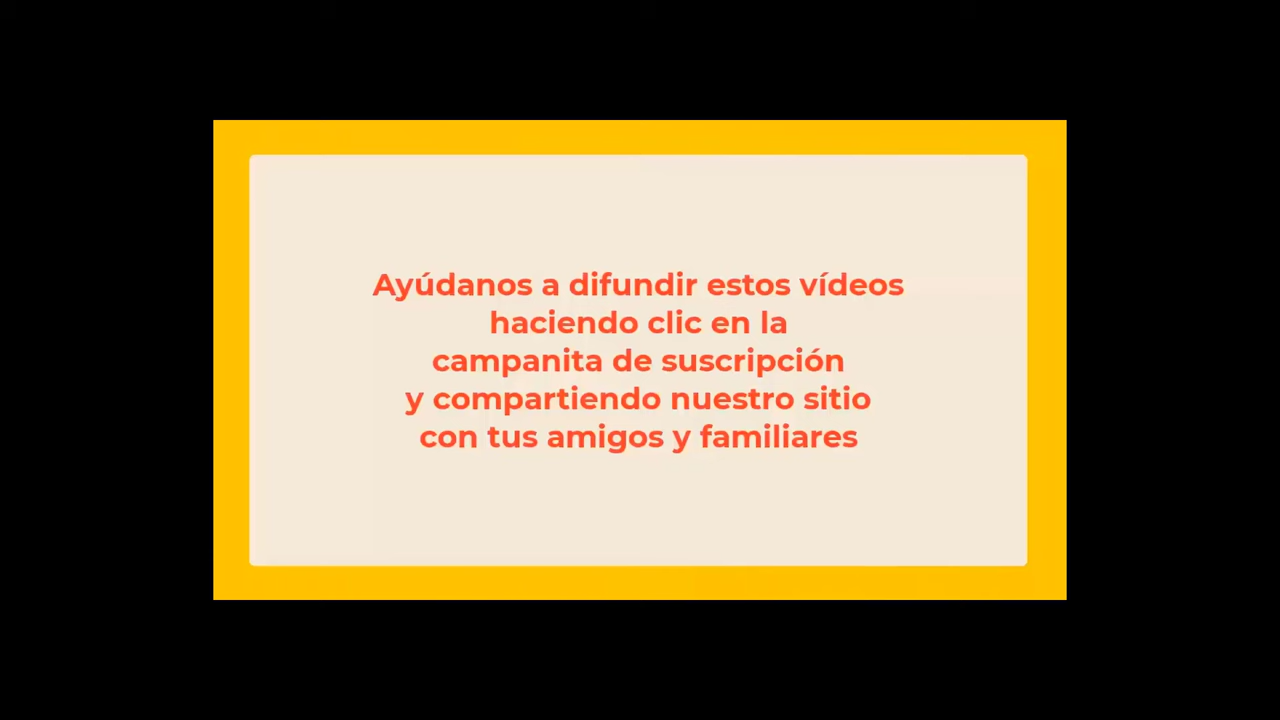 Ayúdanos a difundir estos vídeos
haciendo clic en la
campanita de suscripción
y compartiendo nuestro sitio
con tus amigos y familiares